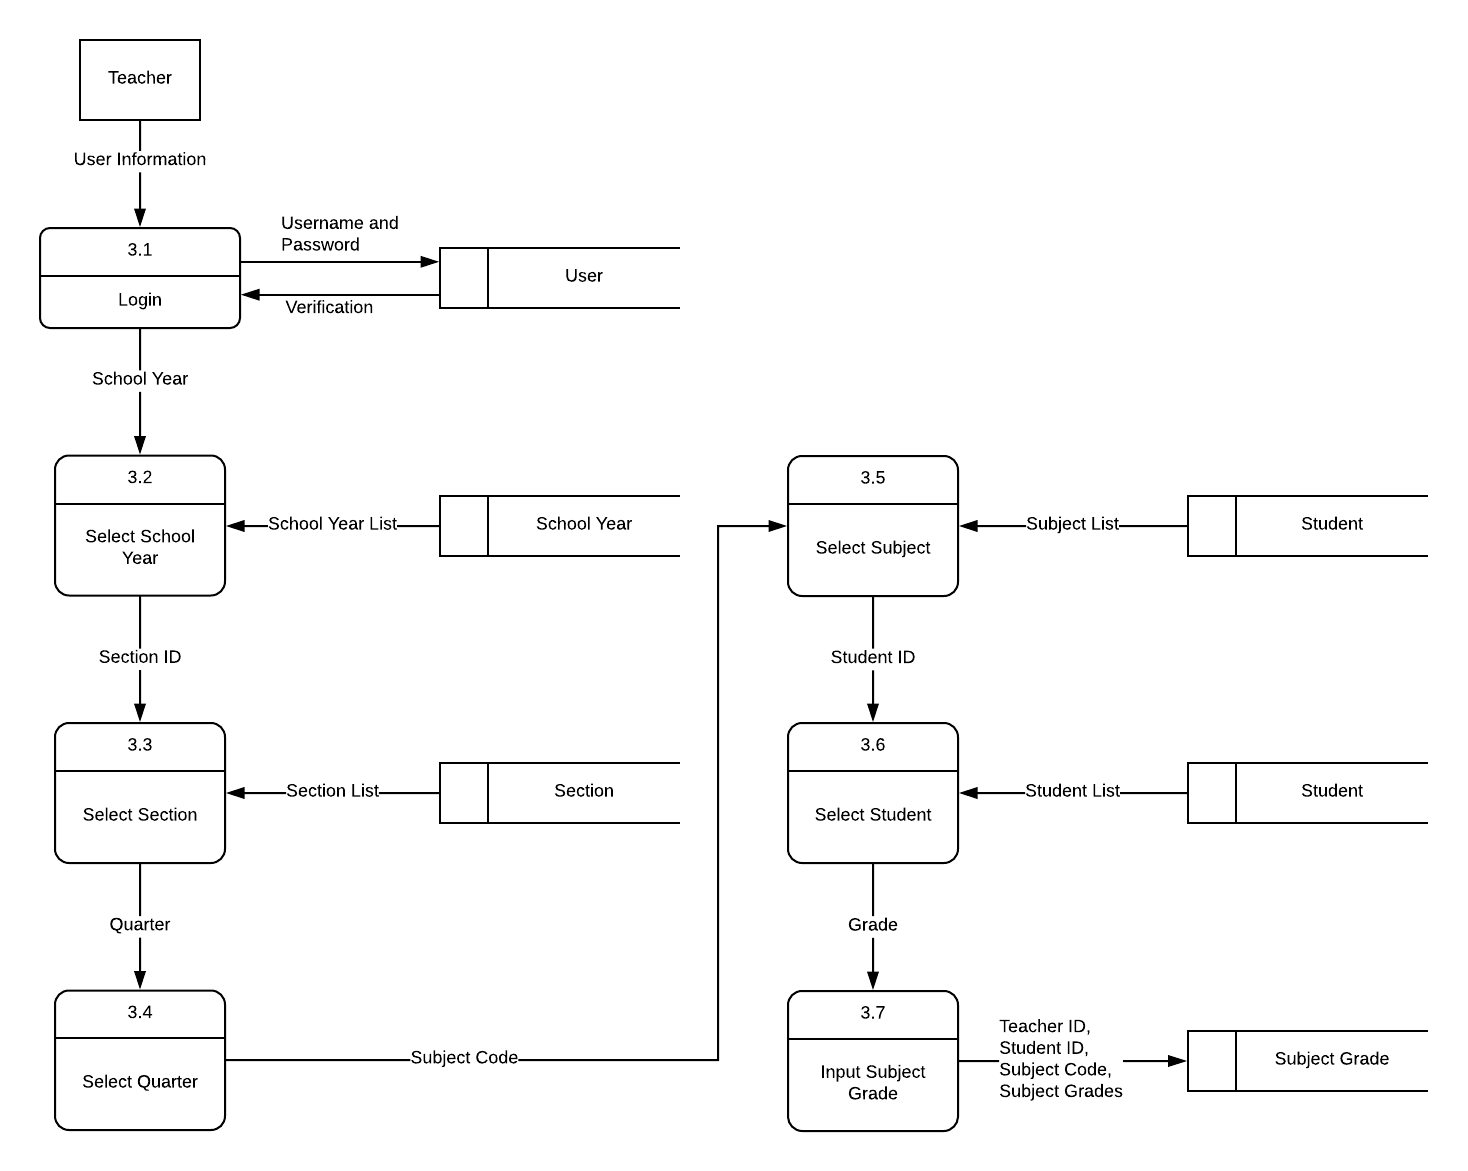 Teacher
User Information
3.1
Login
Username and
Password
Verification
User
School Year
3.2
Select School
Year
School Year List
School Year
Section ID
3.3
Select Section
Section List
Section
Quarter
3.4
Select Quarter
Subject Code
3.5
Select Subject
Subject List
Student
Student ID
3.6
Select Student
Student List
Student
Grade
3.7
Input Subject
Grade
Teacher ID,
Student ID,
Subject Code,
Subject Grades
Subject Grade